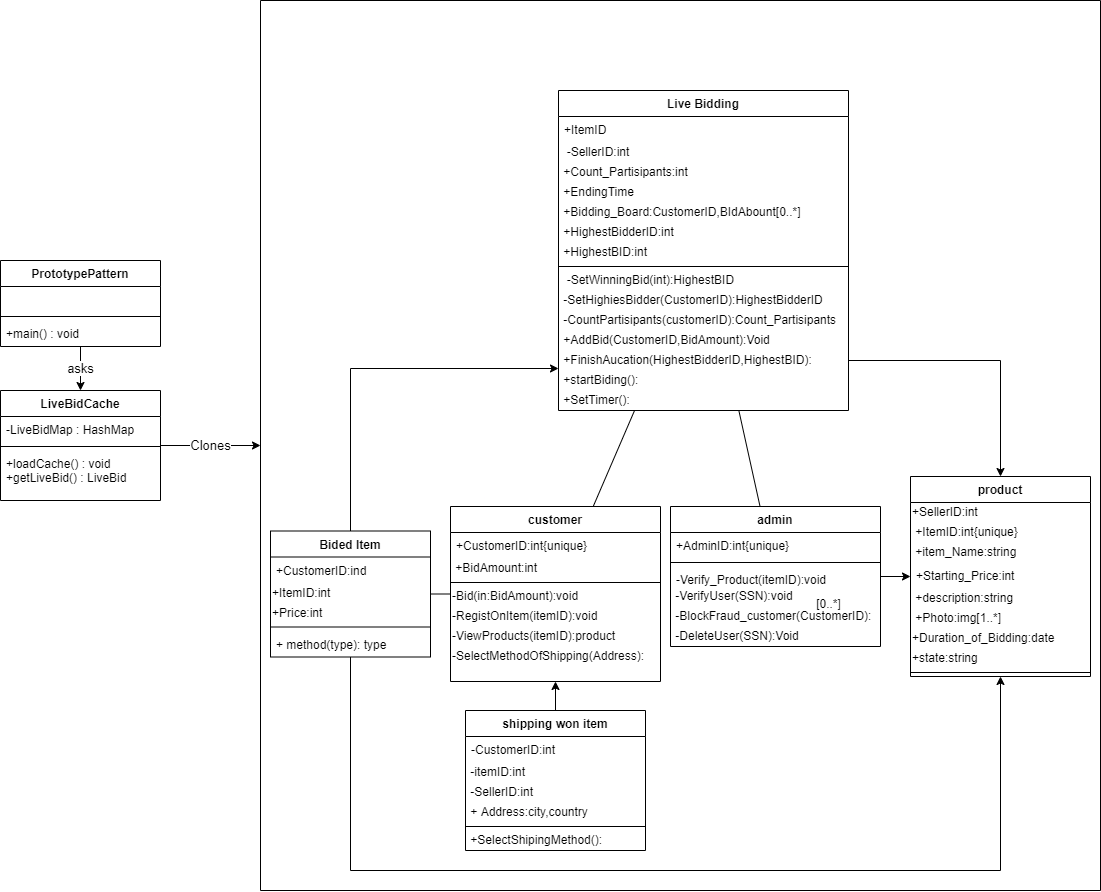 Live Bidding
+ItemID
-SellerID:int
+Count_Partisipants:int
+EndingTime
+Bidding_Board:CustomerID,BIdAbount[0..*]
+HighestBidderID:int
+HighestBID:int
-SetWinningBid(int):HighestBID
-SetHighiesBidder(CustomerID):HighestBidderID
-CountPartisipants(customerID):Count_Partisipants
+AddBid(CustomerID,BidAmount):Void
+FinishAucation(HighestBidderID,HighestBID):
+startBiding():
+SetTimer():
PrototypePattern
+main() : void
asks
LiveBidCache
-LiveBidMap : HashMap
+loadCache() : void
+getLiveBid() : LiveBid
Clones
Bided Item
+CustomerID:ind
+ItemID:int
+Price:int
+ method(type): type
customer
+CustomerID:int{unique}
+BidAmount:int
-Bid(in:BidAmount):void
-RegistOnItem(itemID):void
-ViewProducts(itemID):product
-SelectMethodOfShipping(Address):
admin
+AdminID:int{unique}
-Verify_Product(itemID):void
-VerifyUser(SSN):void
[0..*]
-BlockFraud_customer(CustomerID):
-DeleteUser(SSN):Void
product
+SellerID:int
+ItemID:int{unique}
+item_Name:string
+Starting_Price:int
+description:string
+Photo:img[1..*]
+Duration_of_Bidding:date
+state:string
shipping won item
-CustomerID:int
-itemID:int
-SellerID:int
+ Address:city,country
+SelectShipingMethod():